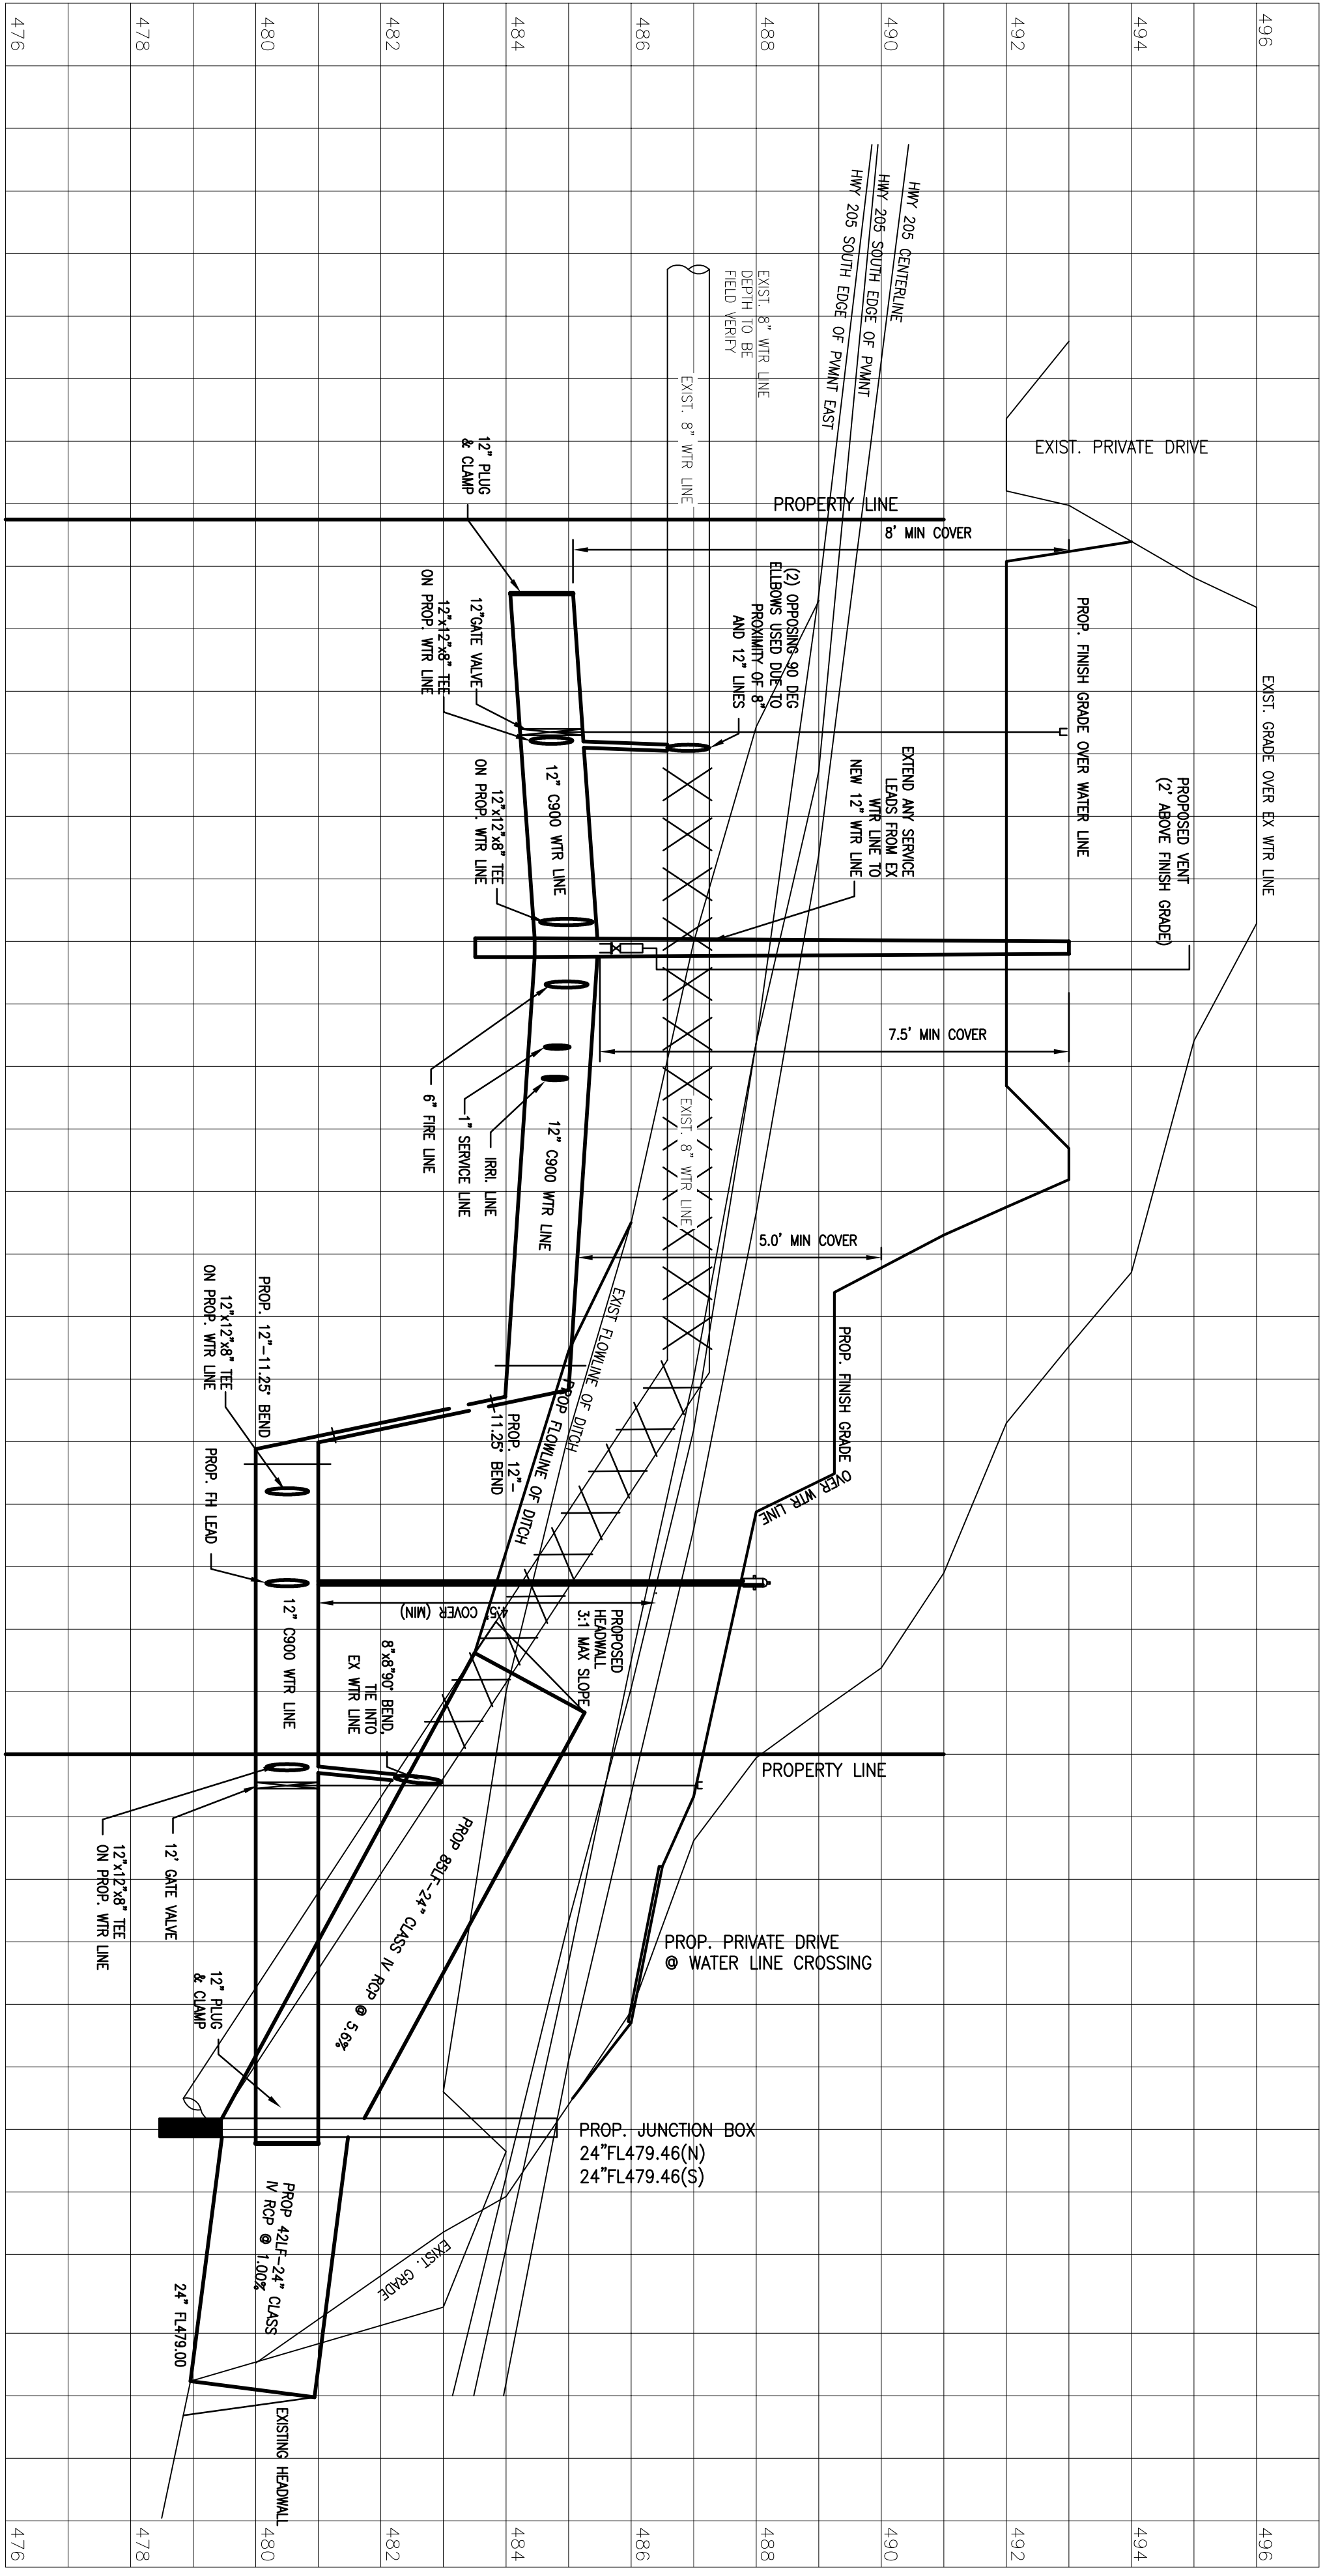 476
478
480
482
484
486
488
490
492
494
496
HWY 205 CENTERLINE
HWY 205 SOUTH EDGE OF PVMNT
HWY 205 SOUTH EDGE OF PVMNT EAST
EXIST. 8" WTR LINE
DEPTH TO BE
FIELD VERIFY
EXIST. 8" WTR LINE
EXIST. PRIVATE DRIVE
PROPERTY LINE
8' MIN COVER
12" PLUG
& CLAMP
(2) OPPOSING 90 DEG
ELLBOWS USED DUE TO
PROXIMITY OF 8"
AND 12" LINES
12"GATE VALVE
12"x12"x8" TEE
ON PROP. WTR LINE
PROP. FINISH GRADE OVER WATER LINE
EXIST. GRADE OVER EX WTR LINE
PROPOSED VENT
(2' ABOVE FINISH GRADE)
EXTEND ANY SERVICE
LEADS FROM EX
WTR LINE TO
NEW 12" WTR LINE
12" C900 WTR LINE
12"x12"x8" TEE
ON PROP. WTR LINE
7.5' MIN COVER
6" FIRE LINE
1" SERVICE LINE
IRRI. LINE
12" C900 WTR LINE
EXIST. 8" WTR LINE
5.0' MIN COVER
EXIST FLOWLINE OF DITCH
PROP FLOWLINE OF DITCH
PROP. FINISH GRADE
OVER WTR LINE
PROP. 12"-
11.25° BEND
PROP. 12"-11.25° BEND
12"x12"x8" TEE
ON PROP. WTR LINE
PROP. FH LEAD
12" C900 WTR LINE
4.5' COVER (MIN)
PROPOSED
HEADWALL
3:1 MAX SLOPE
8"x8"90° BEND,
TIE INTO
EX WTR LINE
PROPERTY LINE
12"x12"x8" TEE
ON PROP. WTR LINE
12' GATE VALVE
PROP 85LF-24" CLASS IV RCP @ 5.6%
PROP. PRIVATE DRIVE
@ WATER LINE CROSSING
12" PLUG
& CLAMP
PROP. JUNCTION BOX
24"FL479.46(N)
24"FL479.46(S)
PROP 42LF-24" CLASS
IV RCP @ 1.00%
EXIST. GRADE
24" FL479.00
EXISTING HEADWALL
476
478
480
482
484
486
488
490
492
494
496